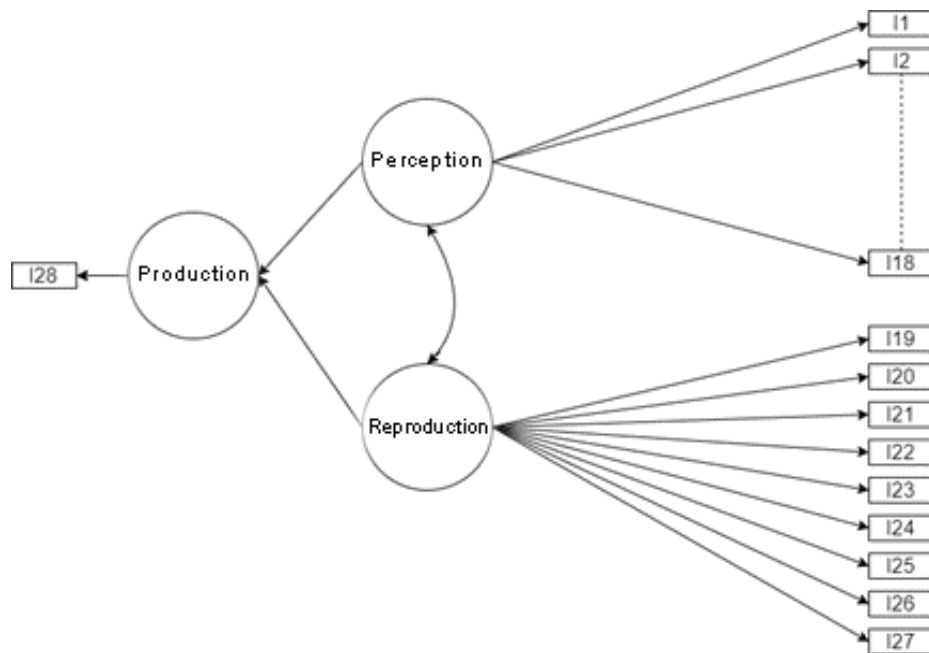 I1
I2
Perception
I18
Production
I28
Reproduction
I19
I20
I21
I22
I23
I24
I25
I26
I27